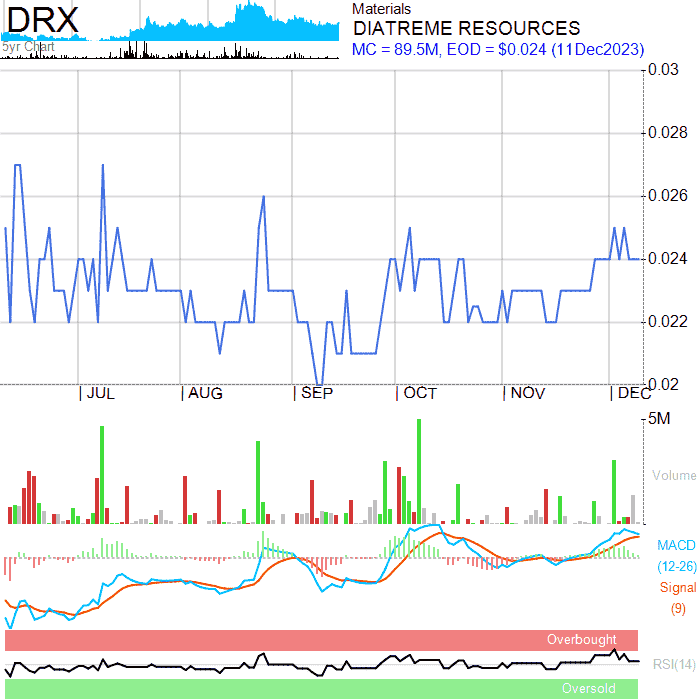 DRX
5yr Chart
Materials
DIATREME RESOURCES
MC = 89.5M, EOD = $0.024 (11Dec2023)
0.03
0.028
0.026
0.024
0.022
0.02
JUL
AUG
SEP
OCT
NOV
DEC
5M
Volume
MACD
(12-26)
Signal
(9)
Overbought
RSI(14)
Oversold